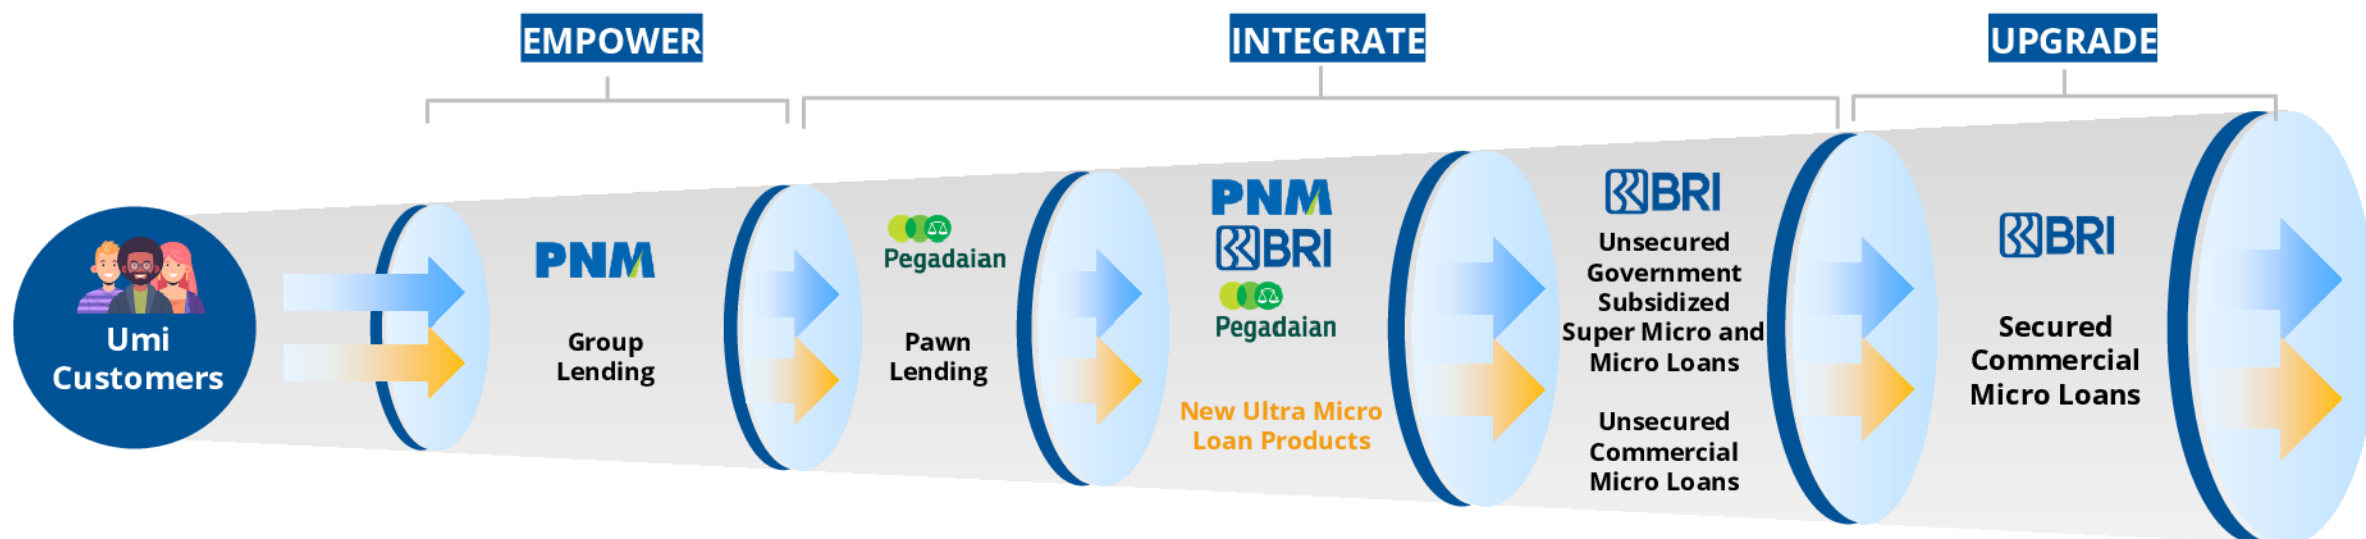 EMPOWER
INTEGRATE
UPGRADE
Umi
Customers
PNM
Group
Lending
Pegadaian
Pawn
Lending
PNM
BRI
Pegadaian
New Ultra Micro
Loan Products
BRI
Unsecured
Government
Subsidized
Super Micro and
Micro Loans
Unsecured
Commercial
Micro Loans
BRI
Secured
Commercial
Micro Loans